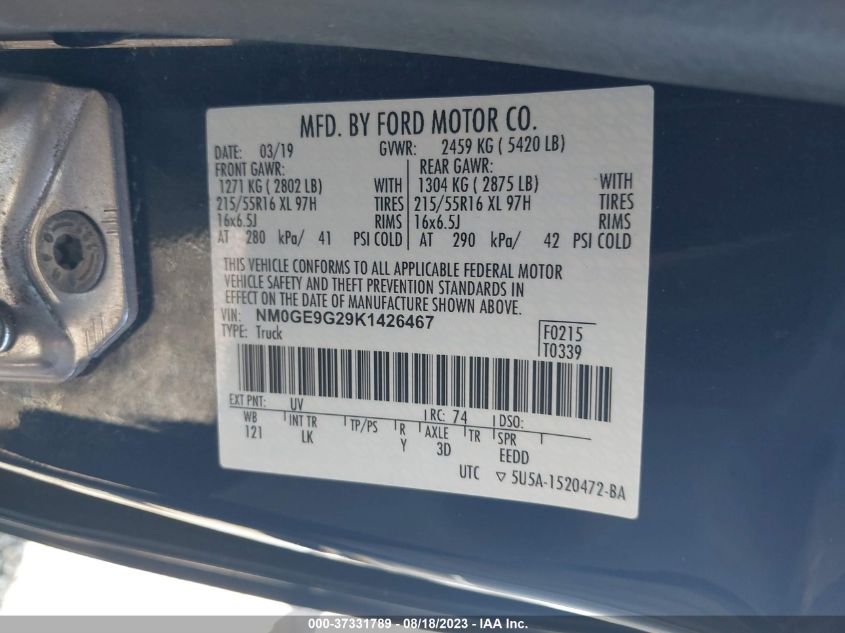 MFD. BY FORD MOTOR CO.
DATE: 03/19 GVWR: 2459 KG ( 5420 LB)
FRONT GAWR: REAR GAWR:
1271 KG ( 2802 LB) WITH 1304 KG ( 2875 LB) WITH
215/55R16 XL 97H TIRES 215/55R16 XL 97H TIRES
16x6.5J RIMS 16x6.5J RIMS
AT 280 kPa/ 41 PSI COLD AT 290 kPa/ 42 PSI COLD
THIS VEHICLE CONFORMS TO ALL APPLICABLE FEDERAL MOTOR
VEHICLE SAFETY AND THEFT PREVENTION STANDARDS IN
EFFECT ON THE DATE OF MANUFACTURE SHOWN ABOVE.
VIN: NM0GE9G29K1426467
TYPE: Truck
F0215
T0339
EXT PNT: UV RC: 74 DSO:
WB INT TR TP/PS R AXLE TR SPR
121 LK Y 3D EEDD
UTC ▽ 5U5A-1520472-BA
000-37331789 - 08/18/2023 - IAAI Inc.